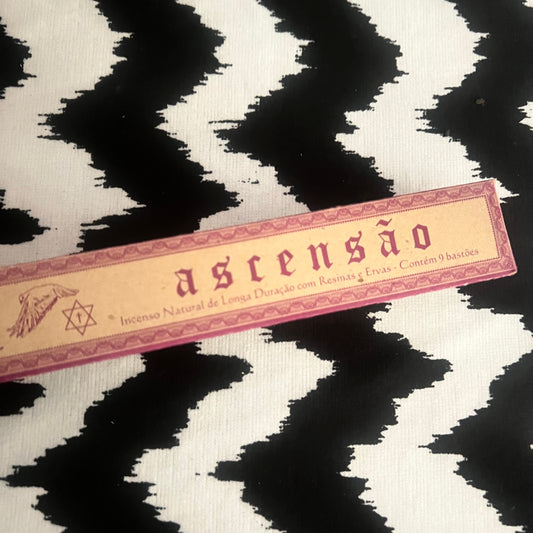 ascensão
Incenso Natural de Longa Duração com Resinas e Ervas - Contém 9 bastões